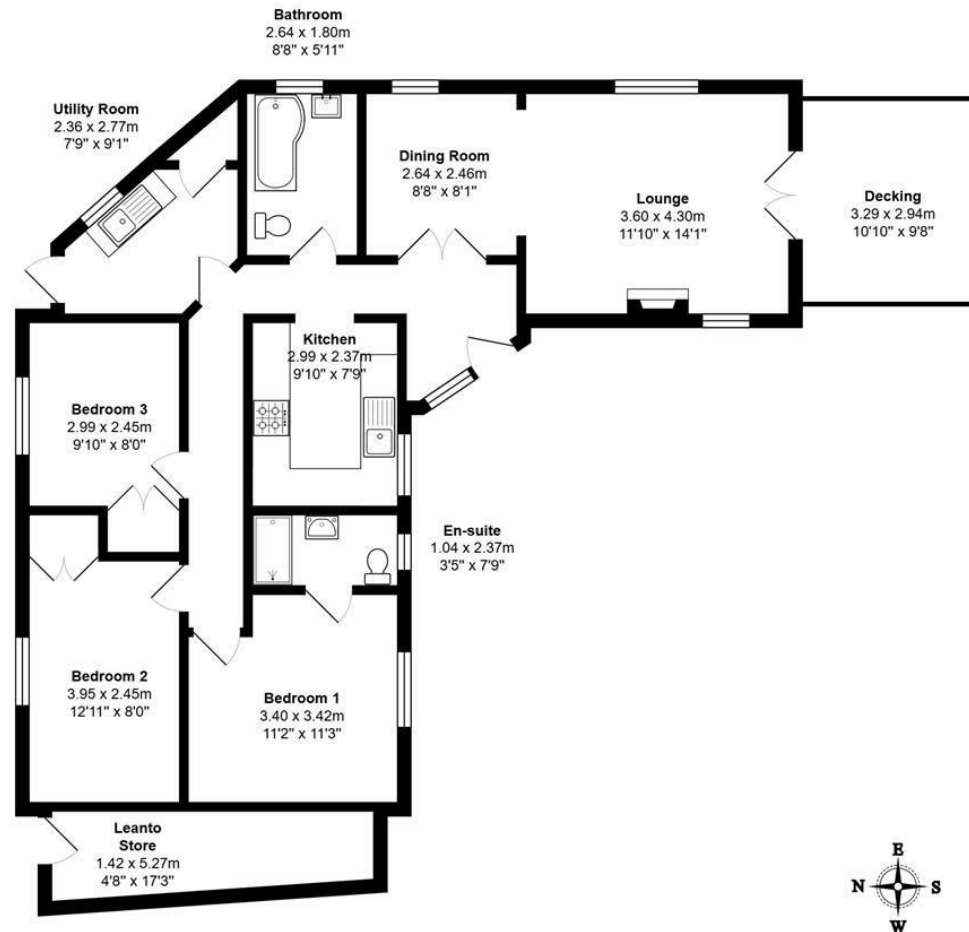 Bathroom
2.64 x 1.80m
8'8" x 5'11"
Utility Room
2.36 x 2.77m
7'9" x 9'1"
Dining Room
2.64 x 2.46m
8'8" x 8'1"
Lounge
3.60 x 4.30m
11'10" x 14'1"
Decking
3.29 x 2.94m
10'10" x 9'8"
Kitchen
2.99 x 2.37m
9'10" x 7'9"
Bedroom 3
2.99 x 2.45m
9'10" x 8'0"
En-suite
1.04 x 2.37m
3'5" x 7'9"
Bedroom 2
3.95 x 2.45m
12'11" x 8'0"
Bedroom 1
3.40 x 3.42m
11'2" x 11'3"
Leanto
Store
1.42 x 5.27m
4'8" x 17'3"
E
N S
W